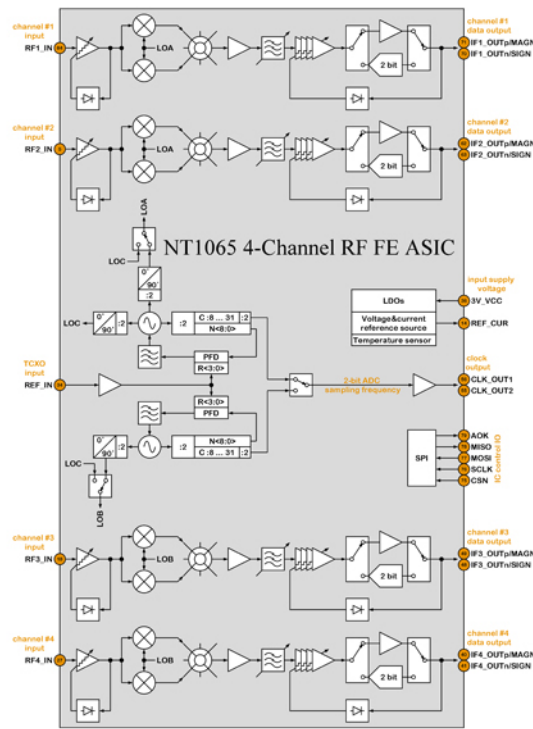 channel #1
input
RF1_IN
LOA
2 bit
channel #1
data output
IF1_OUTp/MAGN
IF1_OUTn/SIGN
channel #2
input
RF2_IN
LOA
2 bit
channel #2
data output
IF2_OUTp/MAGN
IF2_OUTn/SIGN
LOA
LOC
NT1065 4-Channel RF FE ASIC
0°
90°
:2
LOC
0°
90°
:2
:2
C:8 ... 31
:2
N<8:0>
PFD
R<3:0>
LDOs
Voltage&current
reference source
Temperature sensor
input supply
voltage
3V_VCC
REF_CUR
TCXO
input
REF_IN
2-bit ADC
sampling frequency
clock
output
CLK_OUT1
CLK_OUT2
R<3:0>
PFD
LOC
0°
90°
:2
:2
N<8:0>
C:8 ... 31
:2
LOB
SPI
AOK
MISO
MOSI
SCLK
CSN
IC control IO
channel #3
input
RF3_IN
LOB
2 bit
channel #3
data output
IF3_OUTp/MAGN
IF3_OUTn/SIGN
channel #4
input
RF4_IN
LOB
2 bit
channel #4
data output
IF4_OUTp/MAGN
IF4_OUTn/SIGN